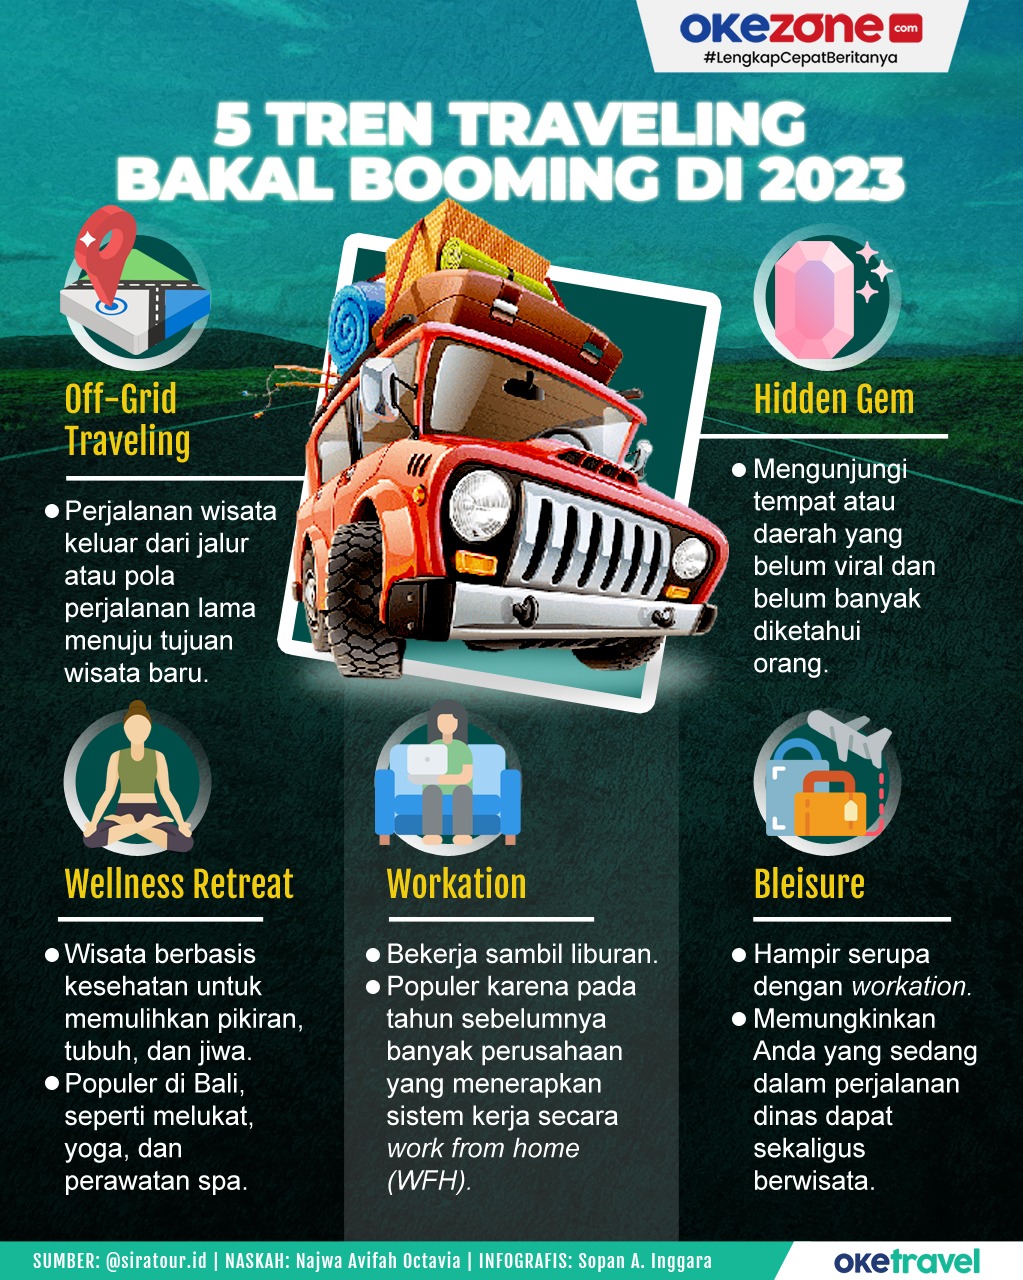 okezone.com
#LengkapCepatBeritanya
5 TREN TRAVELING
BAKAL BOOMING DI 2023
Off-Grid
Traveling
Perjalanan wisata
keluar dari jalur
atau pola
perjalanan lama
menuju tujuan
wisata baru.
Hidden Gem
Mengunjungi
tempat atau
daerah yang
belum viral dan
belum banyak
diketahui
orang.
Wellness Retreat
Wisata berbasis
kesehatan untuk
memulihkan pikiran,
tubuh, dan jiwa.
Populer di Bali,
seperti melukat,
yoga, dan
perawatan spa.
Workation
Bekerja sambil liburan.
Populer karena pada
tahun sebelumnya
banyak perusahaan
yang menerapkan
sistem kerja secara
work from home
(WFH).
Bleisure
Hampir serupa
dengan workation.
Memungkinkan
Anda yang sedang
dalam perjalanan
dinas dapat
sekaligus
berwisata.
SUMBER: @siratour.id | NASKAH: Najwa Avifah Octavia | INFOGRAFIS: Sopan A. Inggara
oketravel